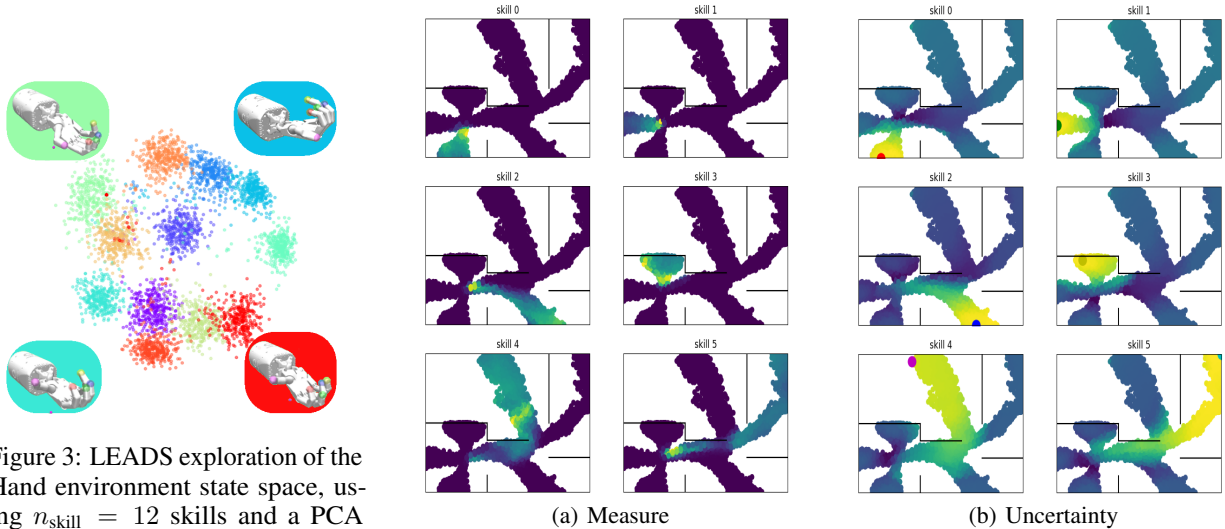 skill 0
skill 1
skill 0
skill 1
skill 2
skill 3
skill 2
skill 3
skill 4
skill 5
skill 4
skill 5
(a) Measure
(b) Uncertainty
igure 3: LEADS exploration of the
Hand environment state space, us-
ng n_skill = 12 skills and a PCA